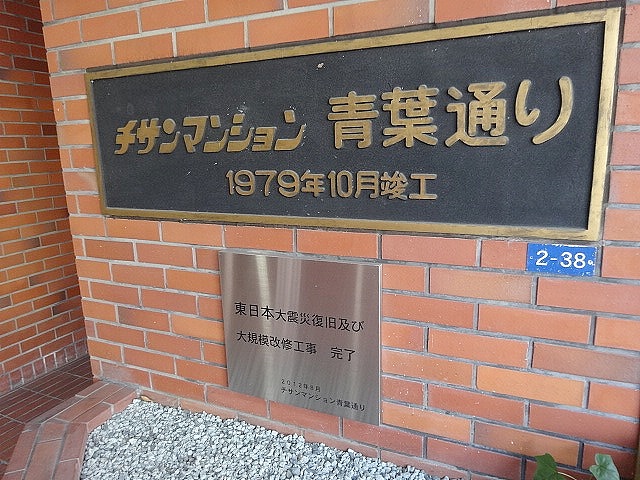 チサンマンション 青葉通り
1979年10月竣工
2-38
東日本大震災復旧及び
大規模改修工事 完了
2012年8月
チサンマンション青葉通り